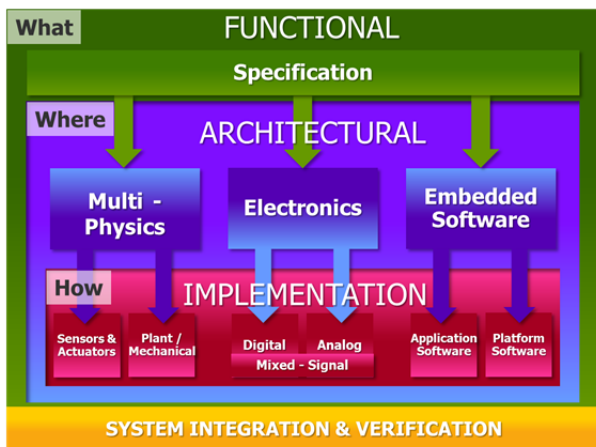 What
FUNCTIONAL
Specification
Where
ARCHITECTURAL
Multi -
Physics
Electronics
Embedded
Software
How
IMPLEMENTATION
Sensors &
Actuators
Plant /
Mechanical
Digital
Analog
Mixed - Signal
Application
Software
Platform
Software
SYSTEM INTEGRATION & VERIFICATION